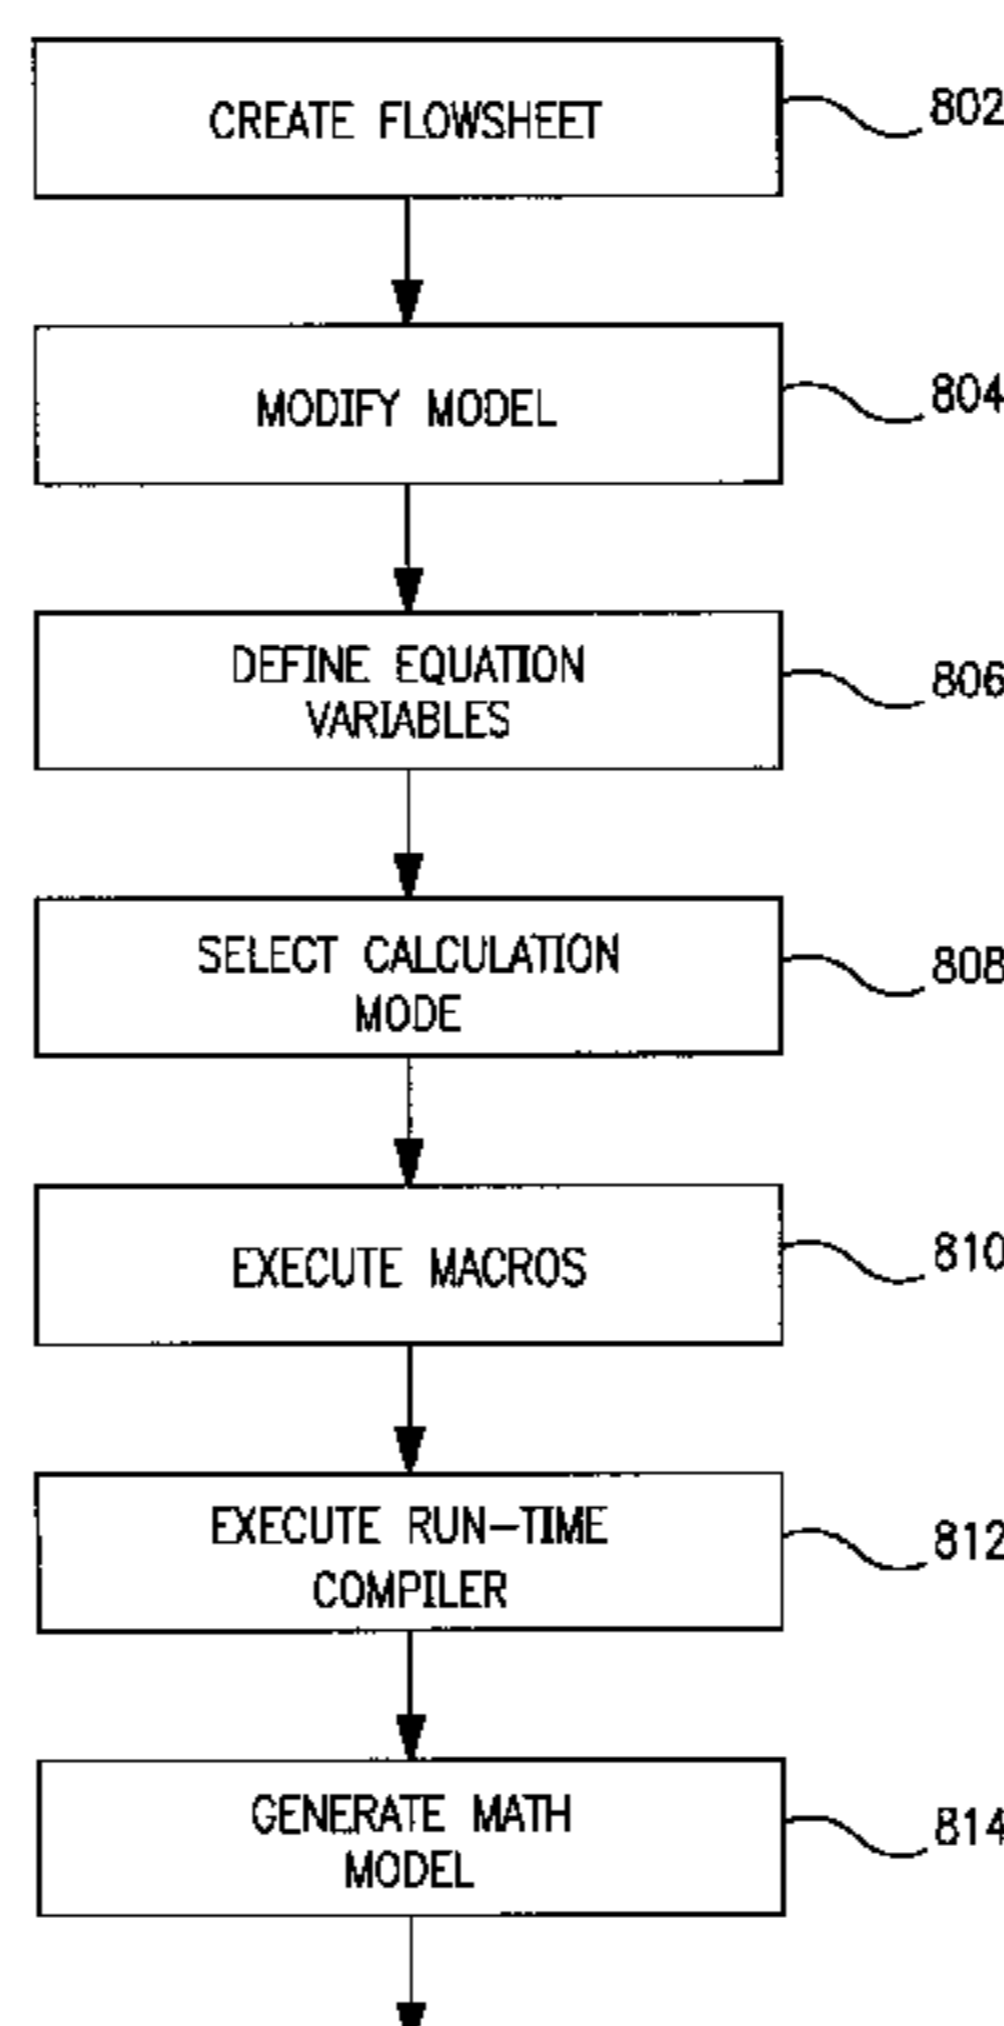 CREATE FLOWSHEET
802
MODIFY MODEL
804
DEFINE EQUATION
VARIABLES
806
SELECT CALCULATION
MODE
808
EXECUTE MACROS
810
EXECUTE RUN-TIME
COMPILER
812
GENERATE MATH
MODEL
814